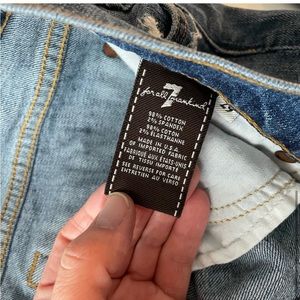 7
for all mankind
98% COTTON
2% SPANDEX
98% COTON
2% ELASTHANNE
MADE IN U.S.A.
OF IMPORTED FABRIC
FABRIQUÉ AUX ÉTATS-UNIS
DE TISSU IMPORTÉ
SEE REVERSE FOR CARE
ENTRETIEN AU VERSO